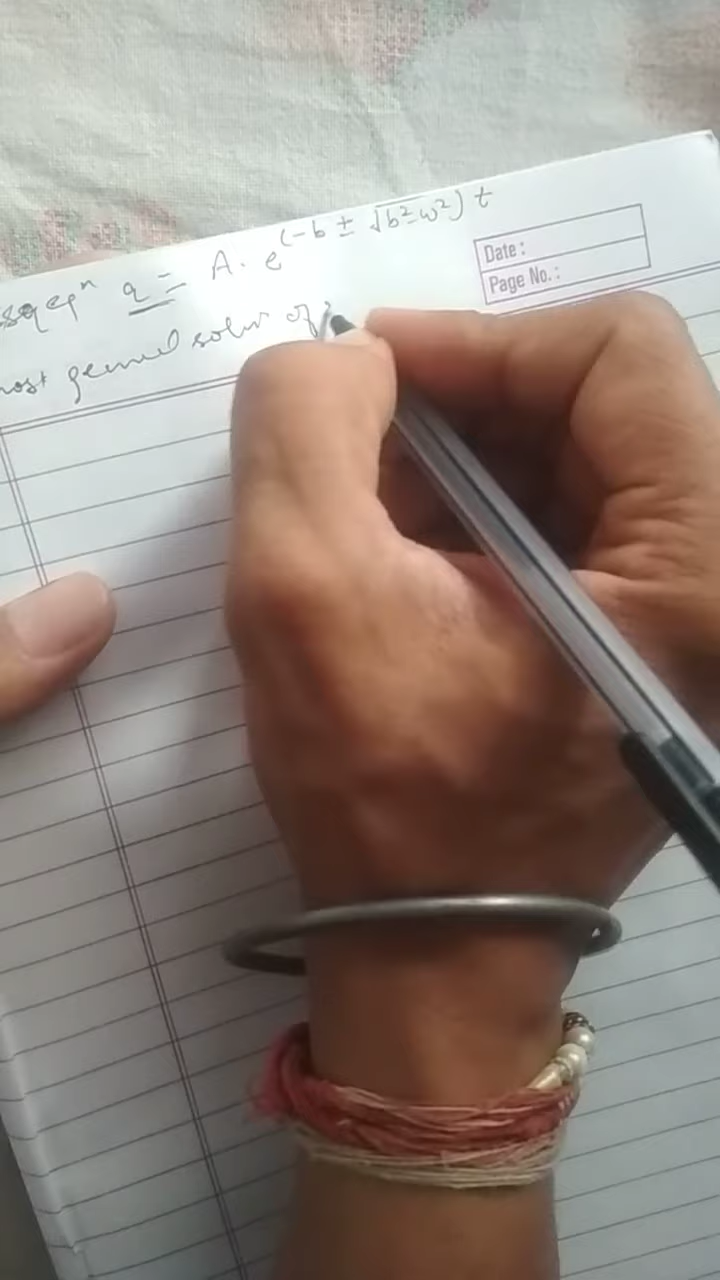 eqⁿ q = A. e^(-b ± √b²-ω²) t
most general solⁿ of
Date :
Page No. :